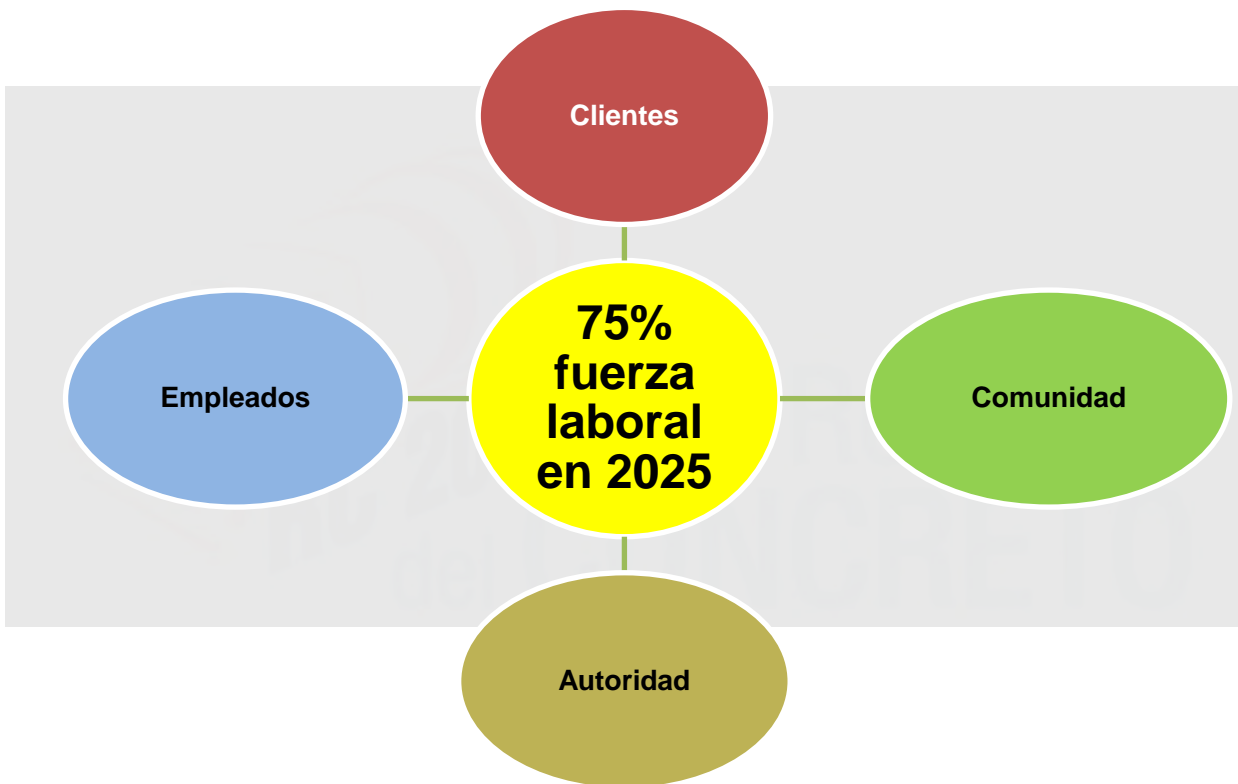 Clientes
Empleados
75%
fuerza
laboral
en 2025
Comunidad
Autoridad